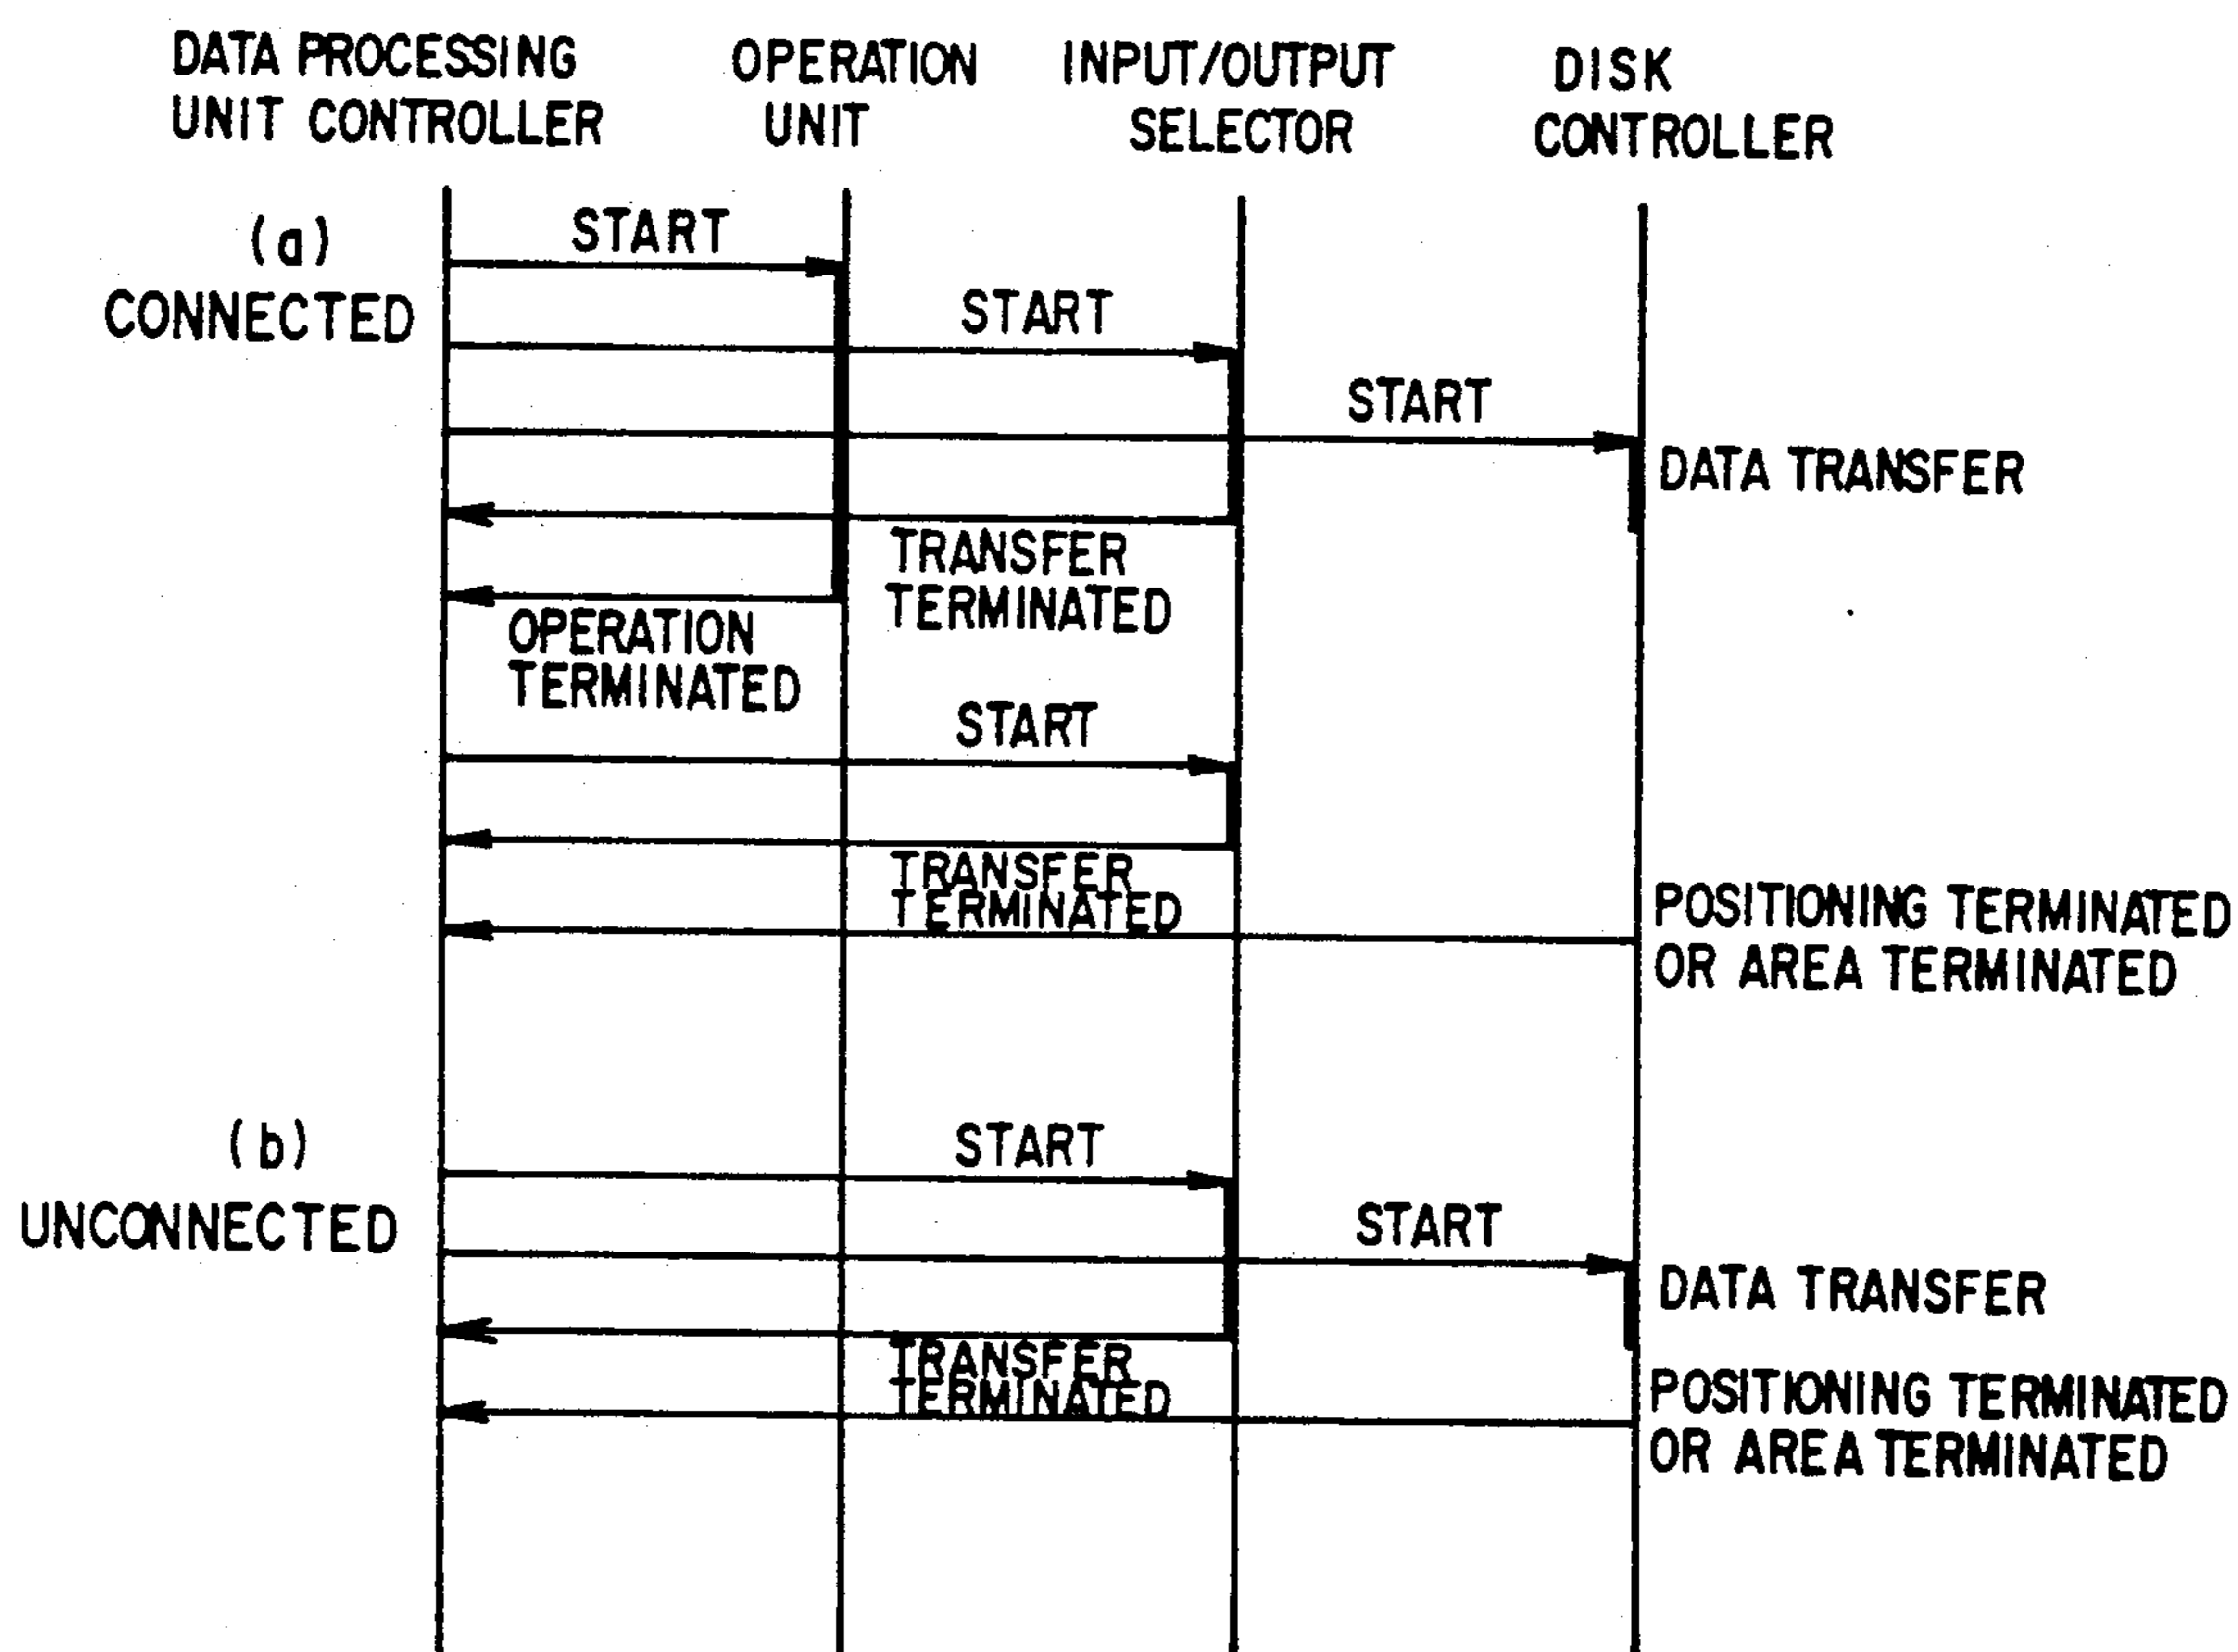 DATA PROCESSING
UNIT CONTROLLER
OPERATION
UNIT
INPUT/OUTPUT
SELECTOR
DISK
CONTROLLER
(a)
CONNECTED
START
START
START
DATA TRANSFER
TRANSFER
TERMINATED
OPERATION
TERMINATED
START
TRANSFER
TERMINATED
POSITIONING TERMINATED
OR AREA TERMINATED
(b)
UNCONNECTED
START
START
DATA TRANSFER
TRANSFER
TERMINATED
POSITIONING TERMINATED
OR AREA TERMINATED